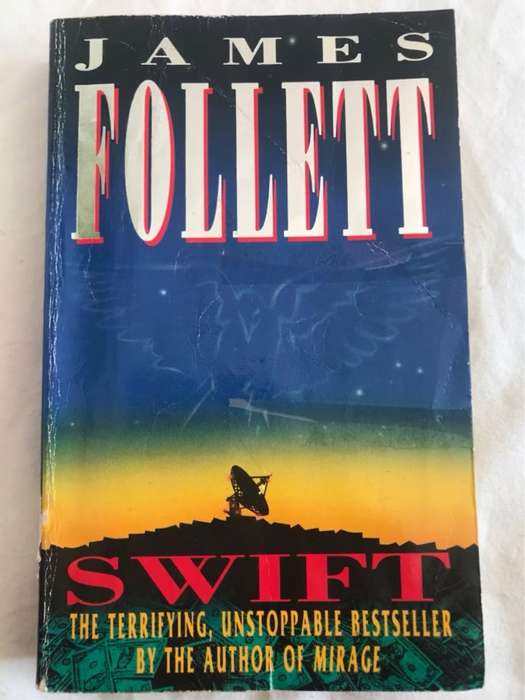 JAMES
FOLLETT
SWIFT
THE TERRIFYING, UNSTOPPABLE BESTSELLER
BY THE AUTHOR OF MIRAGE